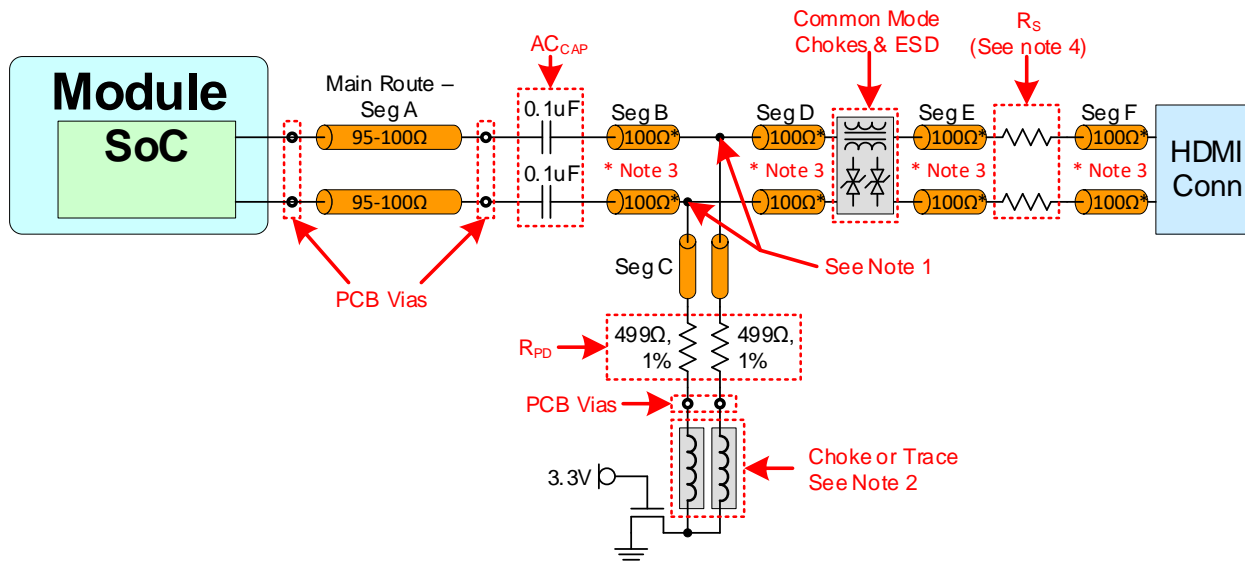 Common Mode
Chokes & ESD
R_S
(See note 4)
AC_CAP
Module
SoC
Main Route –
Seg A
0.1uF
Seg B
Seg D
Seg E
Seg F
95-100Ω
100Ω*
100Ω*
100Ω*
100Ω*
0.1uF
* Note 3
* Note 3
* Note 3
* Note 3
HDMI
Conn
95-100Ω
100Ω*
100Ω*
100Ω*
100Ω*
Seg C
See Note 1
PCB Vias
R_PD
499Ω,
1%
499Ω,
1%
PCB Vias
Choke or Trace
See Note 2
3.3V